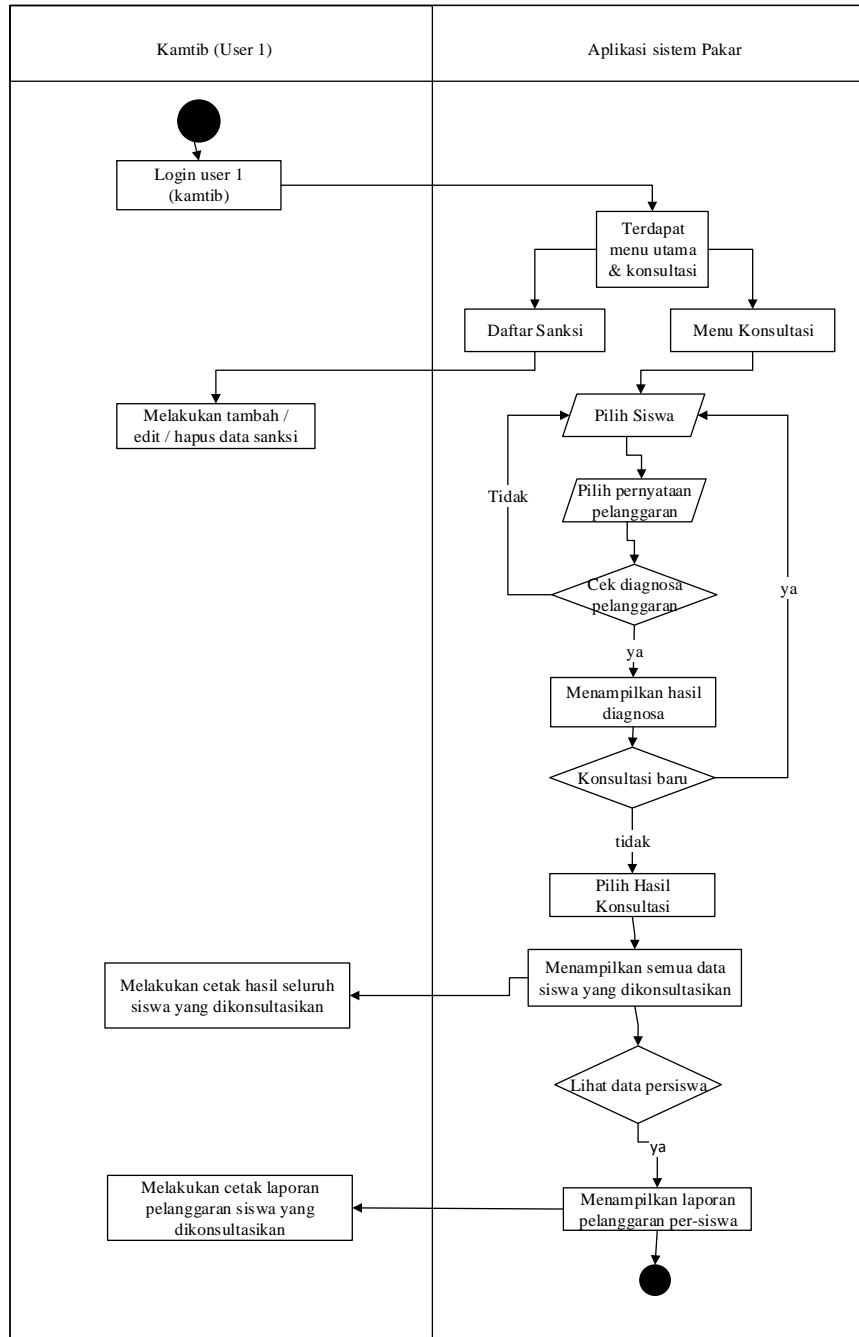 Kamtib (User 1)
Aplikasi sistem Pakar
Login user 1
(kamtib)
Terdapat
menu utama
& konsultasi
Daftar Sanksi
Menu Konsultasi
Melakukan tambah /
edit / hapus data sanksi
Pilih Siswa
Pilih pernyataan
pelanggaran
Tidak
Cek diagnosa
pelanggaran
ya
ya
Menampilkan hasil
diagnosa
Konsultasi baru
tidak
Pilih Hasil
Konsultasi
Melakukan cetak hasil seluruh
siswa yang dikonsultasikan
Menampilkan semua data
siswa yang dikonsultasikan
Lihat data persiswa
ya
Melakukan cetak laporan
pelanggaran siswa yang
dikonsultasikan
Menampilkan laporan
pelanggaran per-siswa